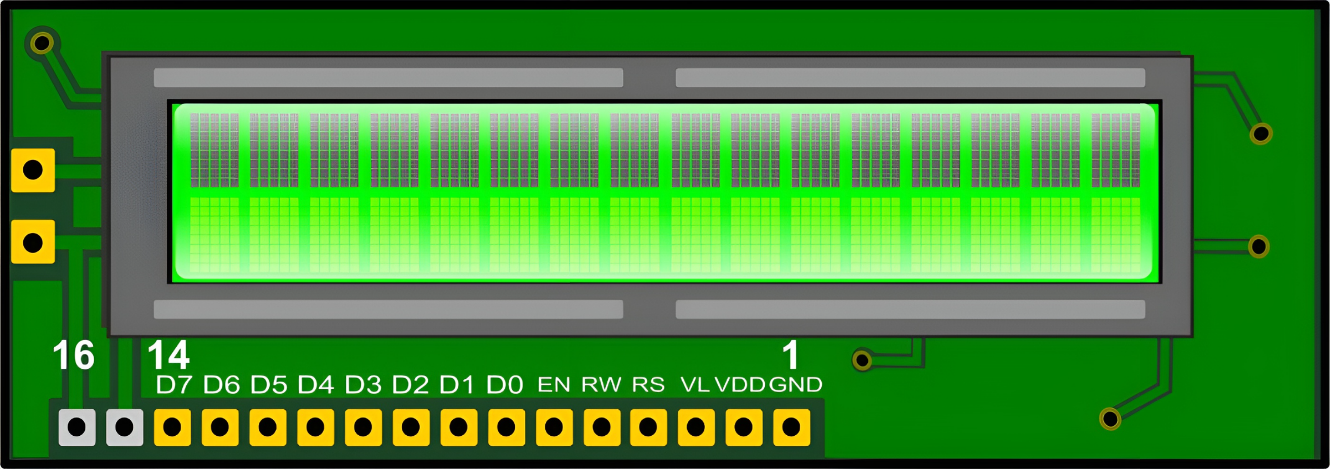 16 14 1
D7 D6 D5 D4 D3 D2 D1 D0 EN RW RS VL VDD GND